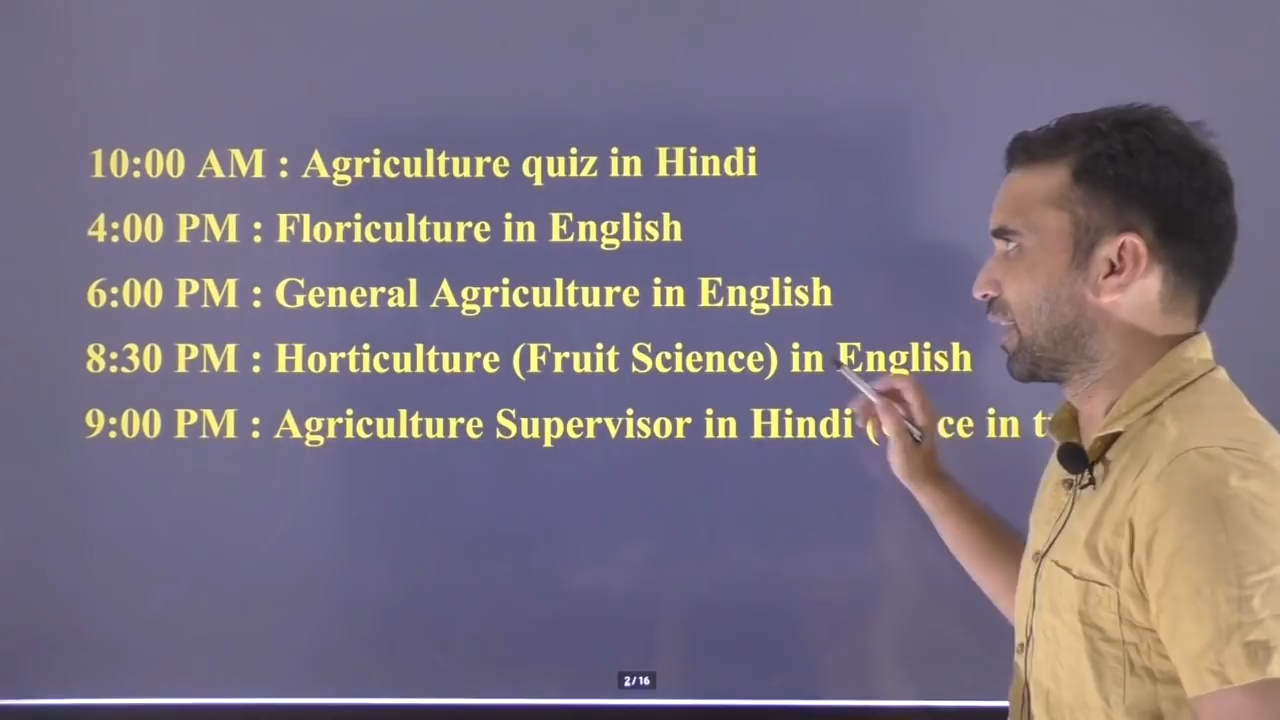 10:00 AM : Agriculture quiz in Hindi
4:00 PM : Floriculture in English
6:00 PM : General Agriculture in English
8:30 PM : Horticulture (Fruit Science) in English
9:00 PM : Agriculture Supervisor in Hindi ( in
2/16